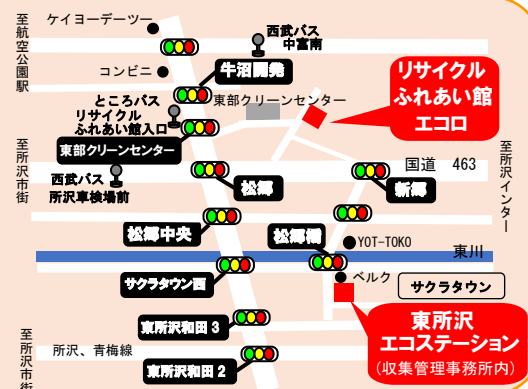 至航空公園駅
ケイヨーデーツー
西武バス
中富南
コンビニ
牛沼開発
リサイクル
ふれあい館
エコロ
ところバス
リサイクル
ふれあい館入口
東部クリーンセンター
東部クリーンセンター
至所沢市街
西武バス
所沢車検場前
国道 463
至所沢インター
松郷
新郷
松郷中央
松郷橋
YOT-TOKO
東川
サクラタウン西
ベルク
サクラタウン
東所沢和田3
東所沢
エコステーション
(収集管理事務所内)
至所沢市街
所沢、青梅線
東所沢和田2